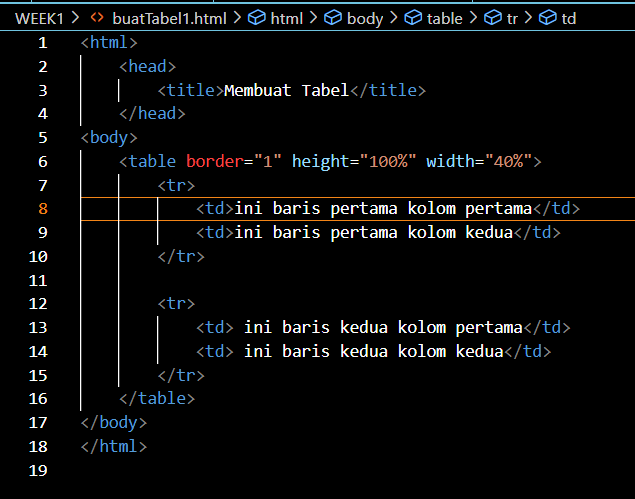 WEEK1 > <> buatTabel1.html > html > body > table > tr > td
1 <html>
2 <head>
3 <title>Membuat Tabel</title>
4 </head>
5 <body>
6 <table border="1" height="100%" width="40%">
7 <tr>
8 <td>ini baris pertama kolom pertama</td>
9 <td>ini baris pertama kolom kedua</td>
10 </tr>
11
12 <tr>
13 <td> ini baris kedua kolom pertama</td>
14 <td> ini baris kedua kolom kedua</td>
15 </tr>
16 </table>
17 </body>
18 </html>
19